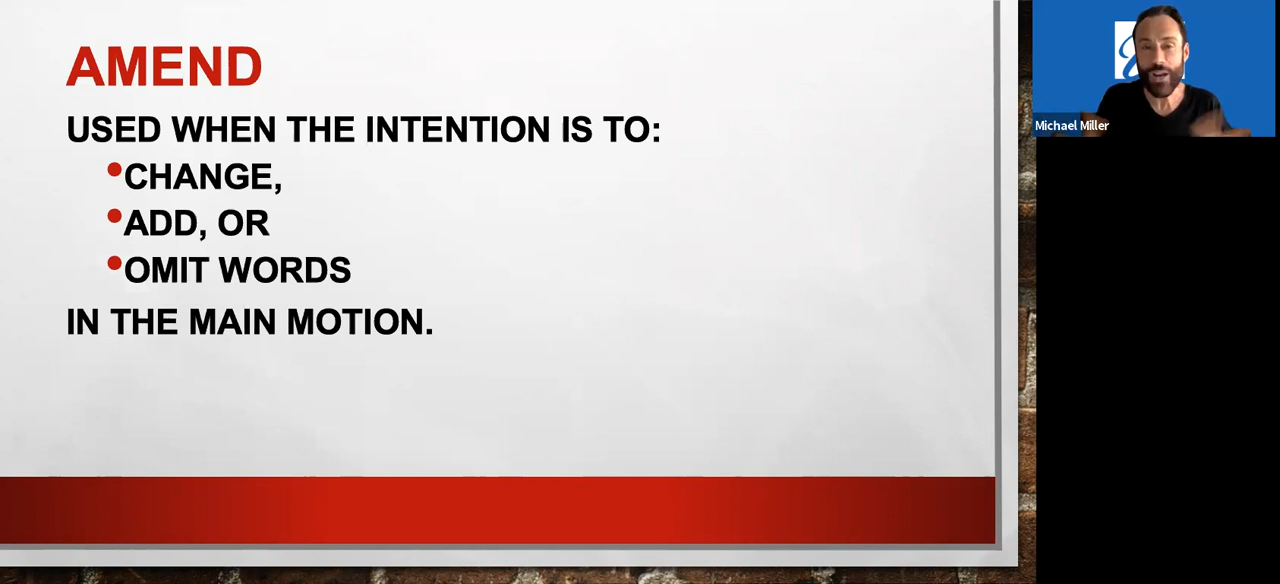 AMEND
USED WHEN THE INTENTION IS TO:
•CHANGE,
•ADD, OR
•OMIT WORDS
IN THE MAIN MOTION.
Michael Miller